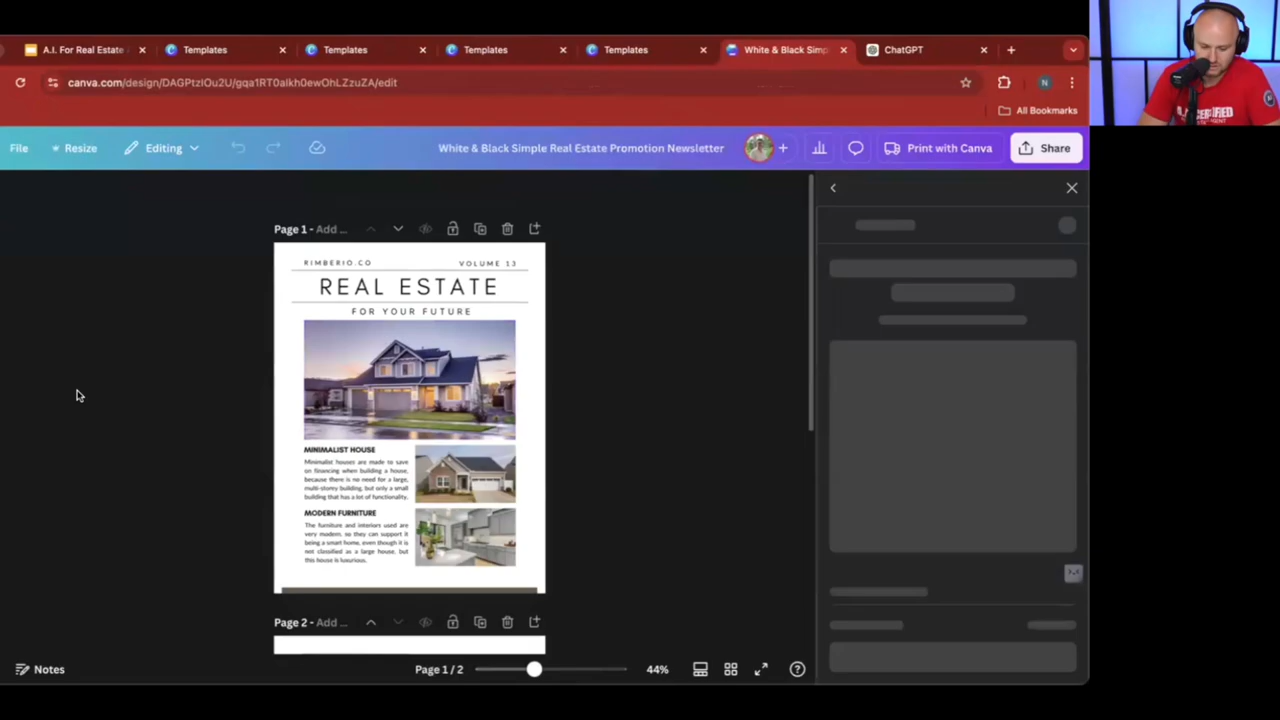 A.I. For Real Estate
Templates
Templates
Templates
Templates
White & Black Simp
ChatGPT
canva.com/design/DAGPtzIOu2U/gqa1RT0aIkh0ewOhLZzuZA/edit
All Bookmarks
File
Resize
Editing
White & Black Simple Real Estate Promotion Newsletter
Print with Canva
Share
Page 1 - Add ...
RIMBERIO.CO
VOLUME 13
REAL ESTATE
FOR YOUR FUTURE
MINIMALIST HOUSE
Minimalist houses are made to save
on financing when building a house,
because there is no need for a large,
multi-storey building, but only a small
building that has a lot of functionality.
MODERN FURNITURE
The furniture and interiors used are
very modern, so they can support it
being a smart home, even though it is
not classified as a large house, but
this house is luxurious.
Page 2 - Add ...
Notes
Page 1 / 2
44%